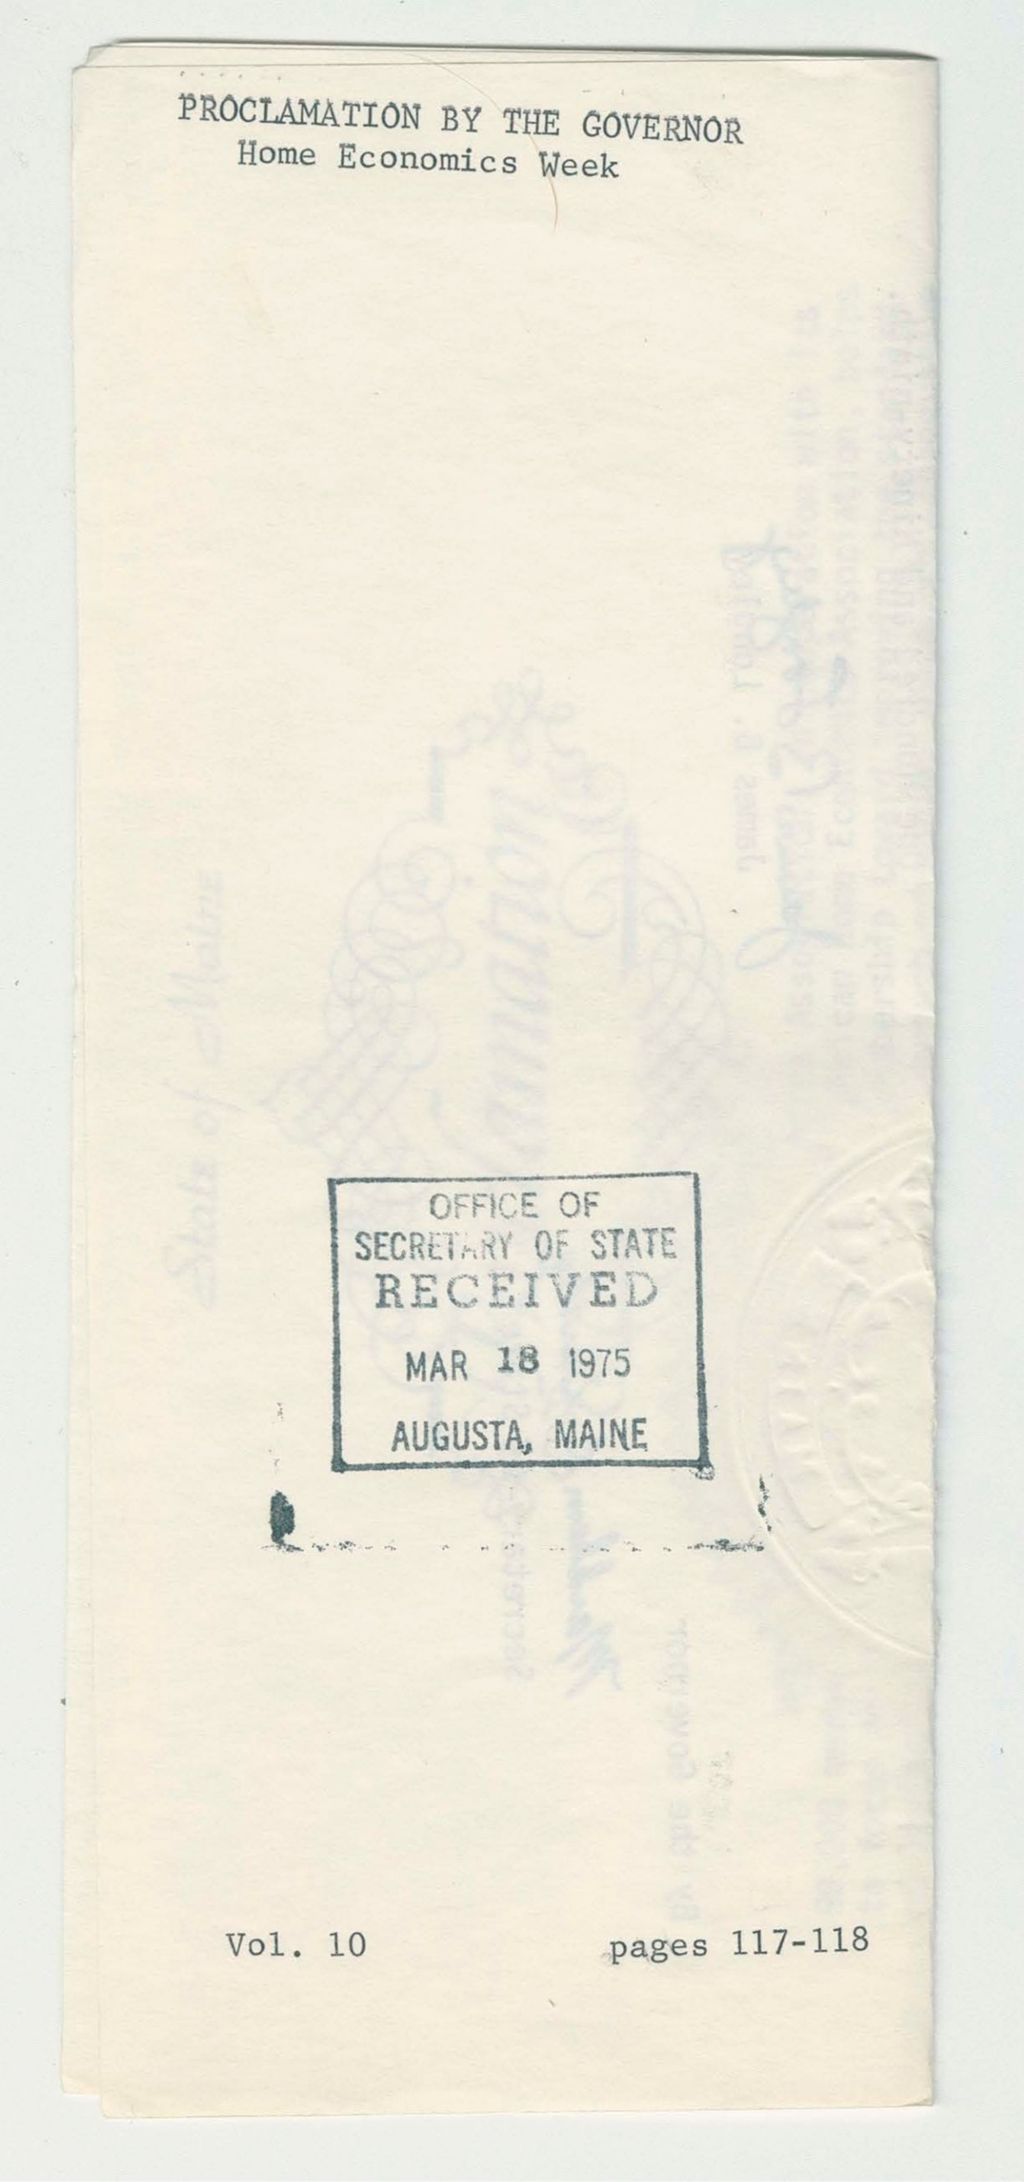 PROCLAMATION BY THE GOVERNOR
Home Economics Week
OFFICE OF
SECRETARY OF STATE
RECEIVED
MAR 18 1975
AUGUSTA, MAINE
Vol. 10 pages 117-118